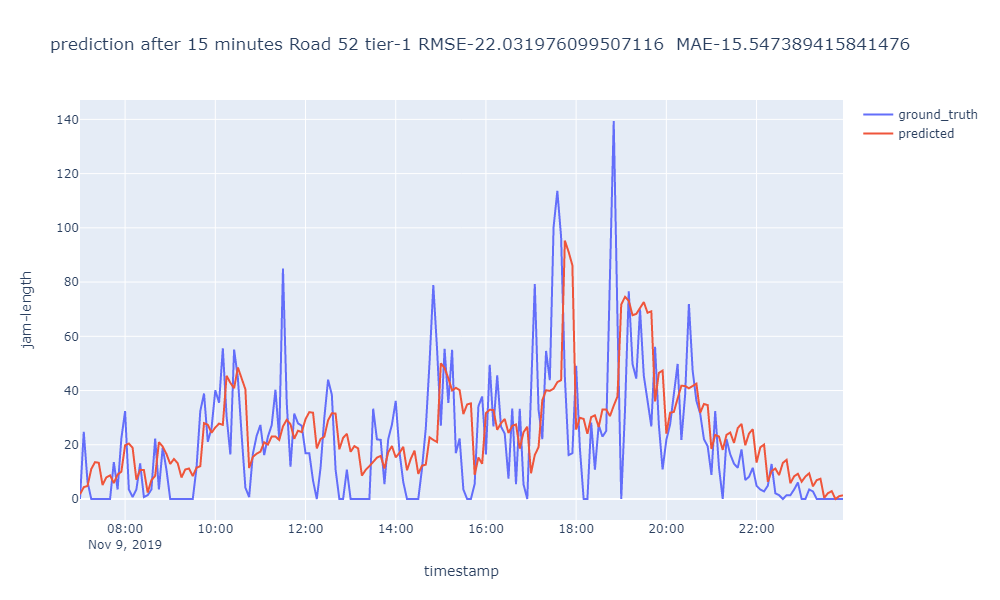 prediction after 15 minutes Road 52 tier-1 RMSE-22.031976099507116  MAE-15.547389415841476
ground_truth
predicted
140
120
100
80
60
40
20
0
jam-length
08:00 10:00 12:00 14:00 16:00 18:00 20:00 22:00
Nov 9, 2019
timestamp